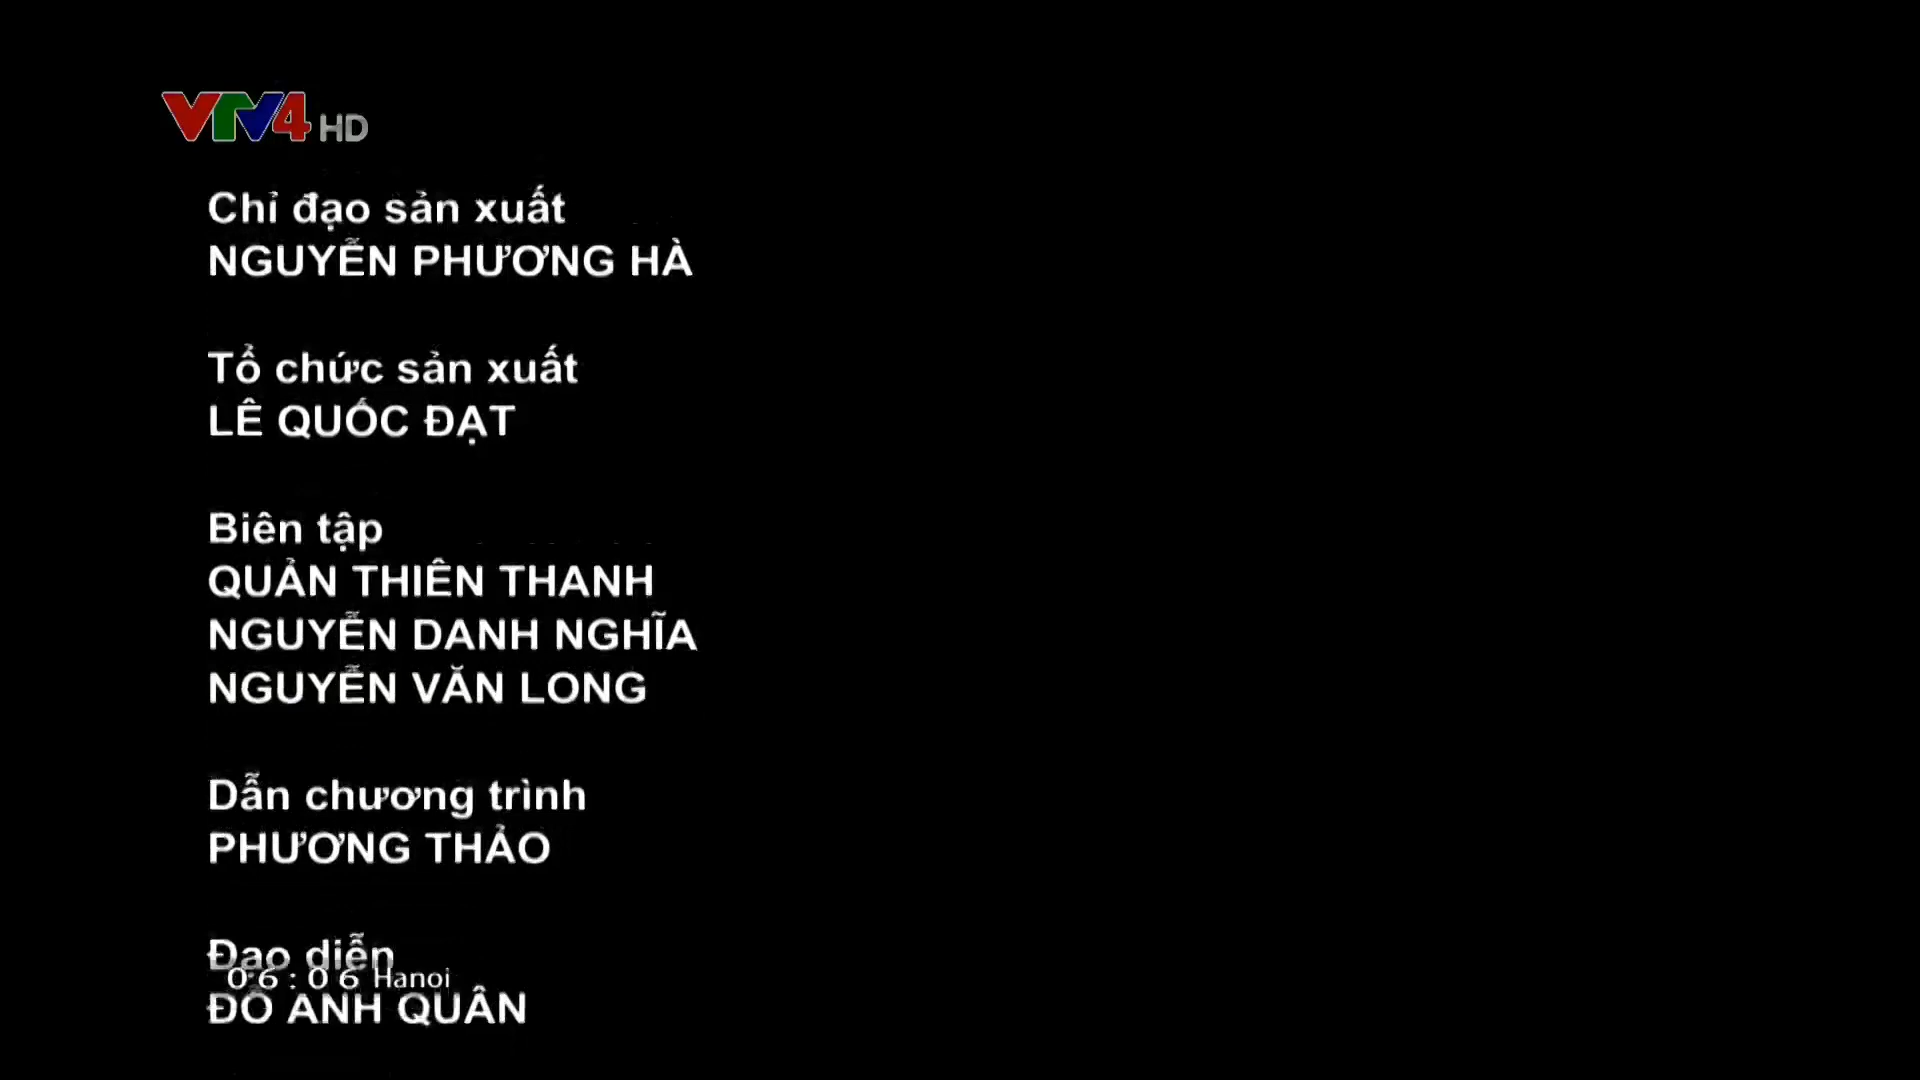 VTV4 HD
Chỉ đạo sản xuất
NGUYỄN PHƯƠNG HÀ
Tổ chức sản xuất
LÊ QUỐC ĐẠT
Biên tập
QUẢN THIÊN THANH
NGUYỄN DANH NGHĨA
NGUYỄN VĂN LONG
Dẫn chương trình
PHƯƠNG THẢO
Đạo diễn
06:06 Hanoi
ĐỖ ANH QUÂN